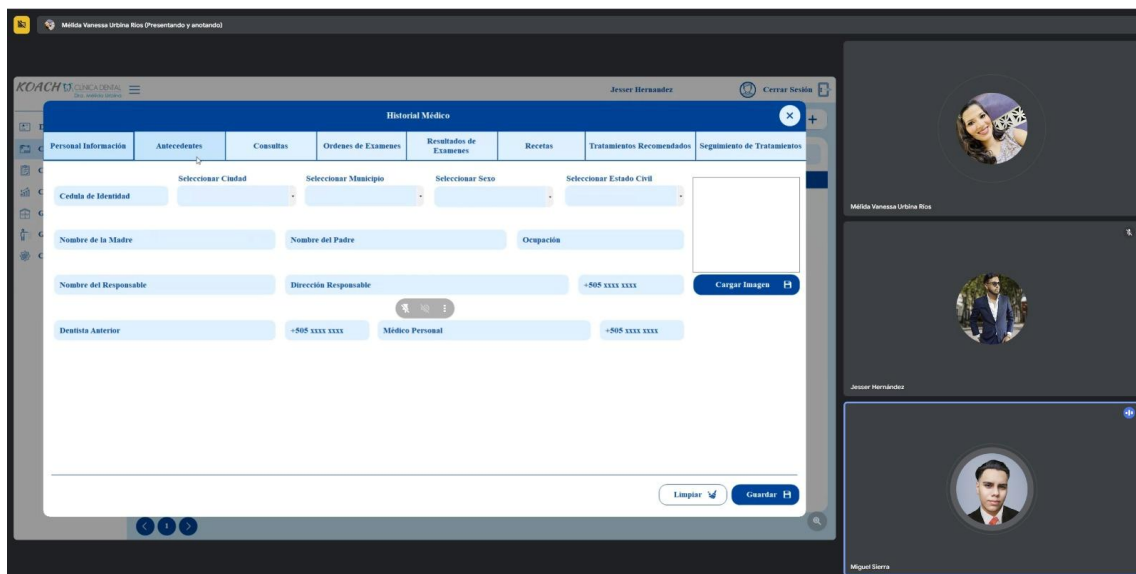 Mélida Vanessa Urbina Rios (Presentando y anotando)
KOACH CLINICA DENTAL
Jesser Hernandez
Cerrar Sesión
Historial Médico
Personal Información
Antecedentes
Consultas
Ordenes de Examenes
Resultados de
Examenes
Recetas
Tratamientos Recomendados
Seguimiento de Tratamientos
Seleccionar Ciudad
Seleccionar Municipio
Seleccionar Sexo
Seleccionar Estado Civil
Cedula de Identidad
Nombre de la Madre
Nombre del Padre
Ocupación
Nombre del Responsable
Dirección Responsable
+505 xxxx xxxx
Cargar Imagen
Dentista Anterior
+505 xxxx xxxx
Médico Personal
+505 xxxx xxxx
Limpiar
Guardar
1
Mélida Vanessa Urbina Rios
Jesser Hernández
Miguel Sierra